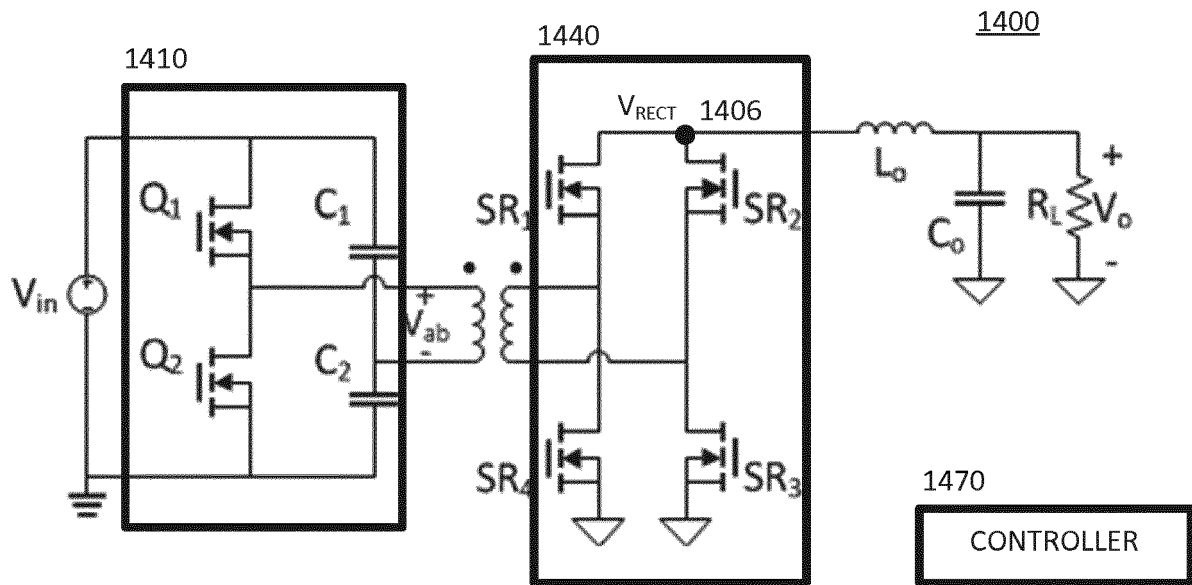 1400
1410
1440
V_RECT 1406
Q1
C1
SR1
SR2
Lo
Co
RL
+
Vo
-
Vin
+
Vab
-
Q2
C2
SR4
SR3
1470
CONTROLLER